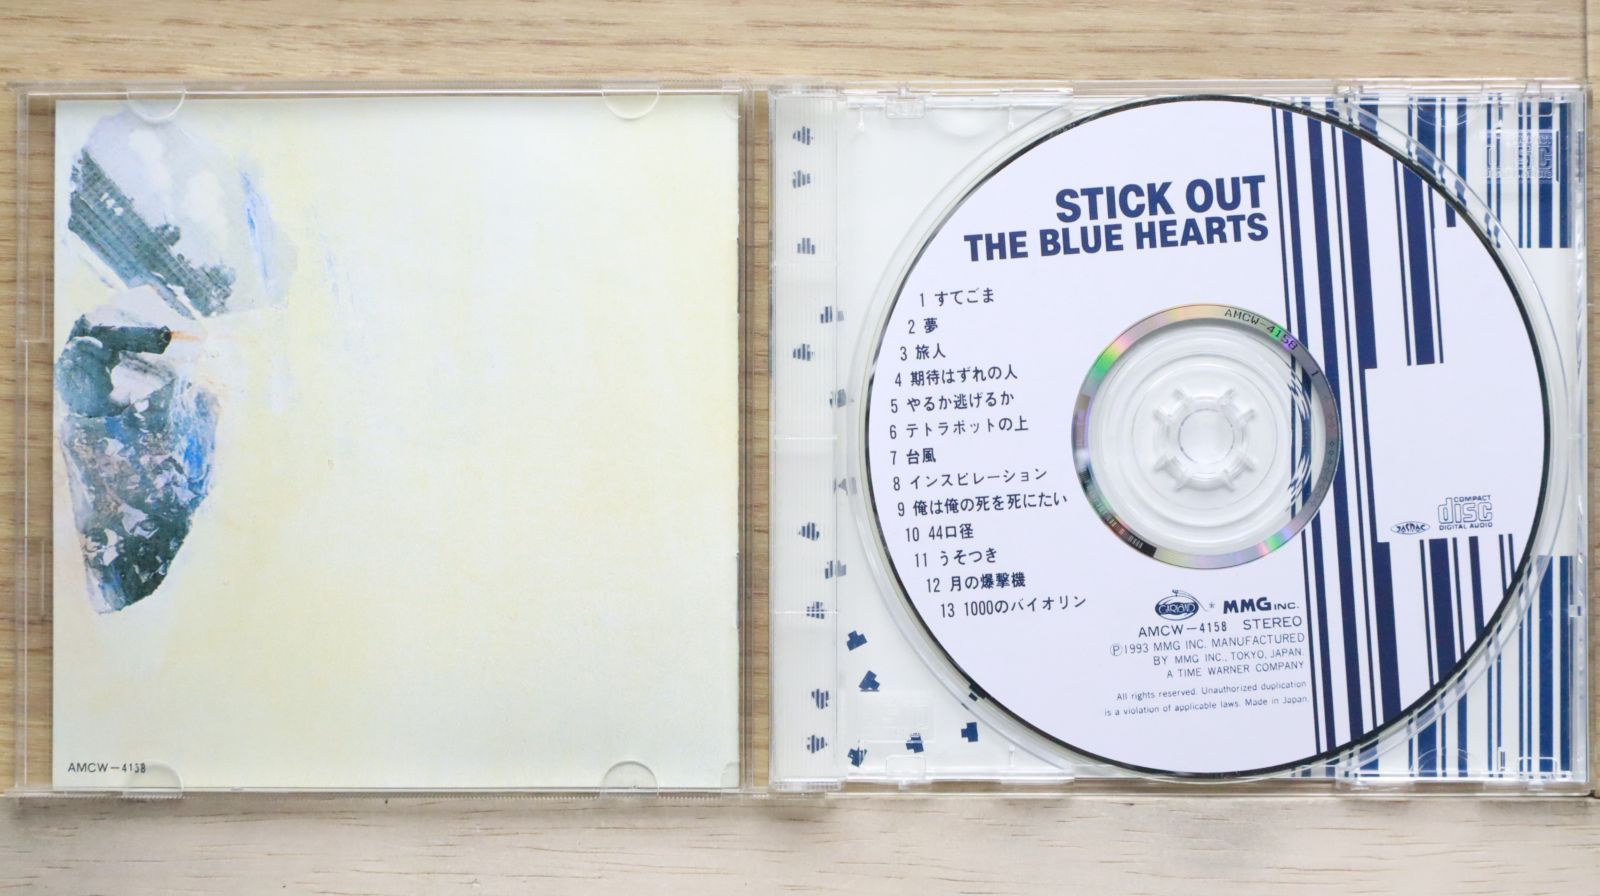 AMCW−4158
STICK OUT
THE BLUE HEARTS
1 すてごま
2 夢
3 旅人
4 期待はずれの人
5 やるか逃げるか
6 テトラポットの上
7 台風
8 インスピレーション
9 俺は俺の死を死にたい
10 44口径
11 うそつき
12 月の爆撃機
13 1000のバイオリン
AMCW-4158 1
JASRAC
COMPACT
disc
DIGITAL AUDIO
* MMG INC.
AMCW−4158 STEREO
Ⓟ1993 MMG INC. MANUFACTURED
BY MMG INC., TOKYO, JAPAN.
A TIME WARNER COMPANY
All rights reserved. Unauthorized duplication
is a violation of applicable laws. Made in Japan.